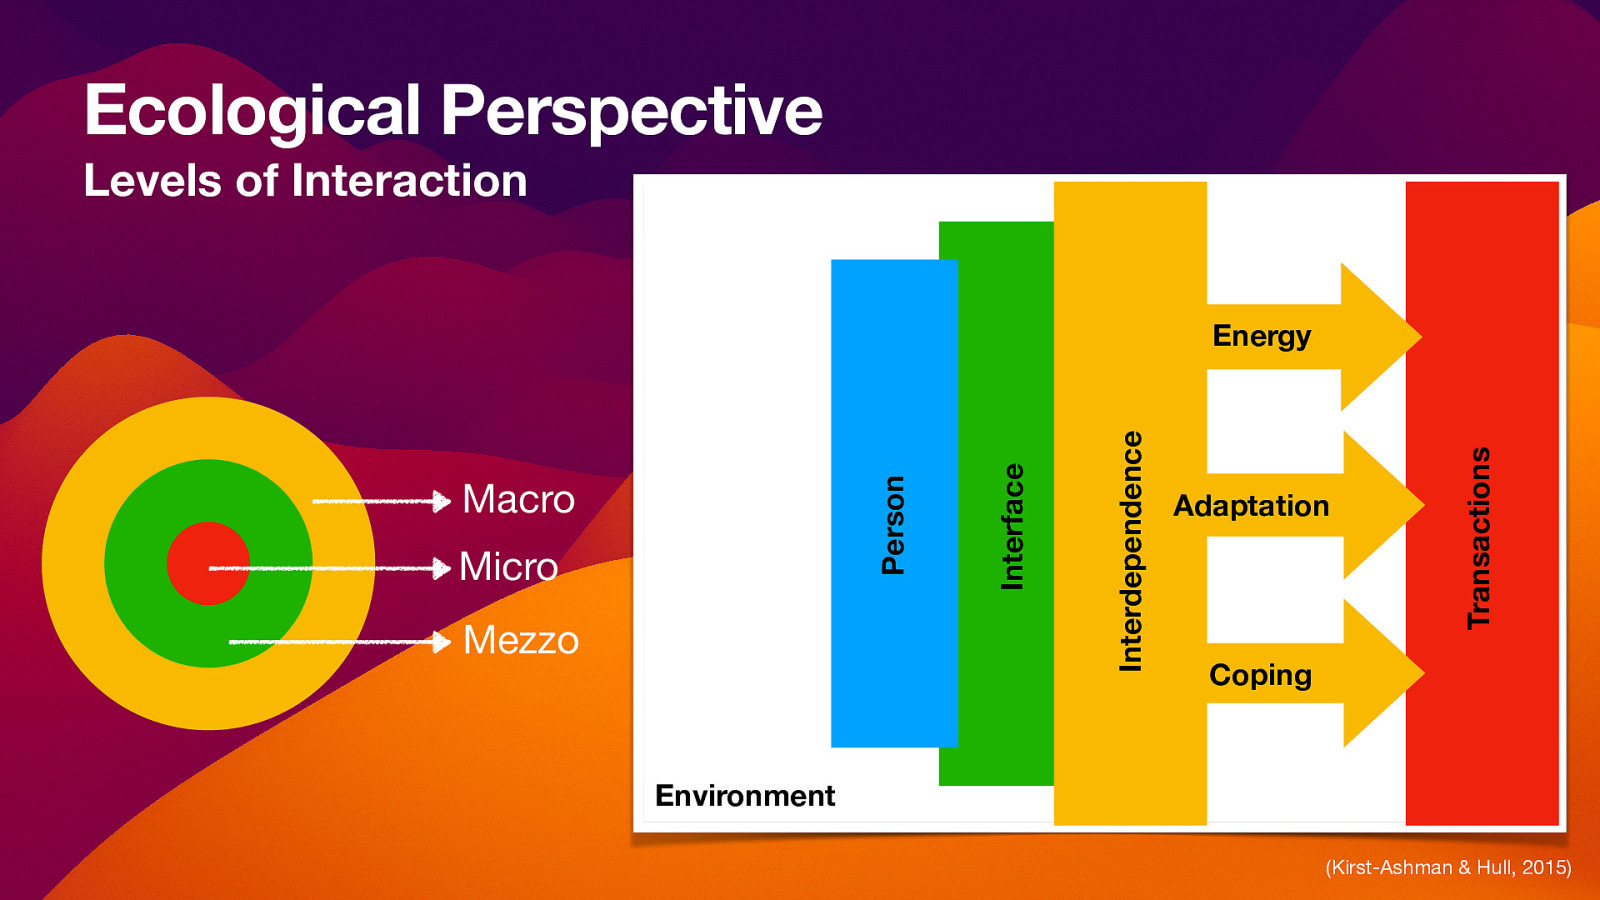 Ecological Perspective
Levels of Interaction
Macro
Micro
Mezzo
Person
Interface
Interdependence
Energy
Adaptation
Coping
Transactions
Environment
(Kirst-Ashman & Hull, 2015)